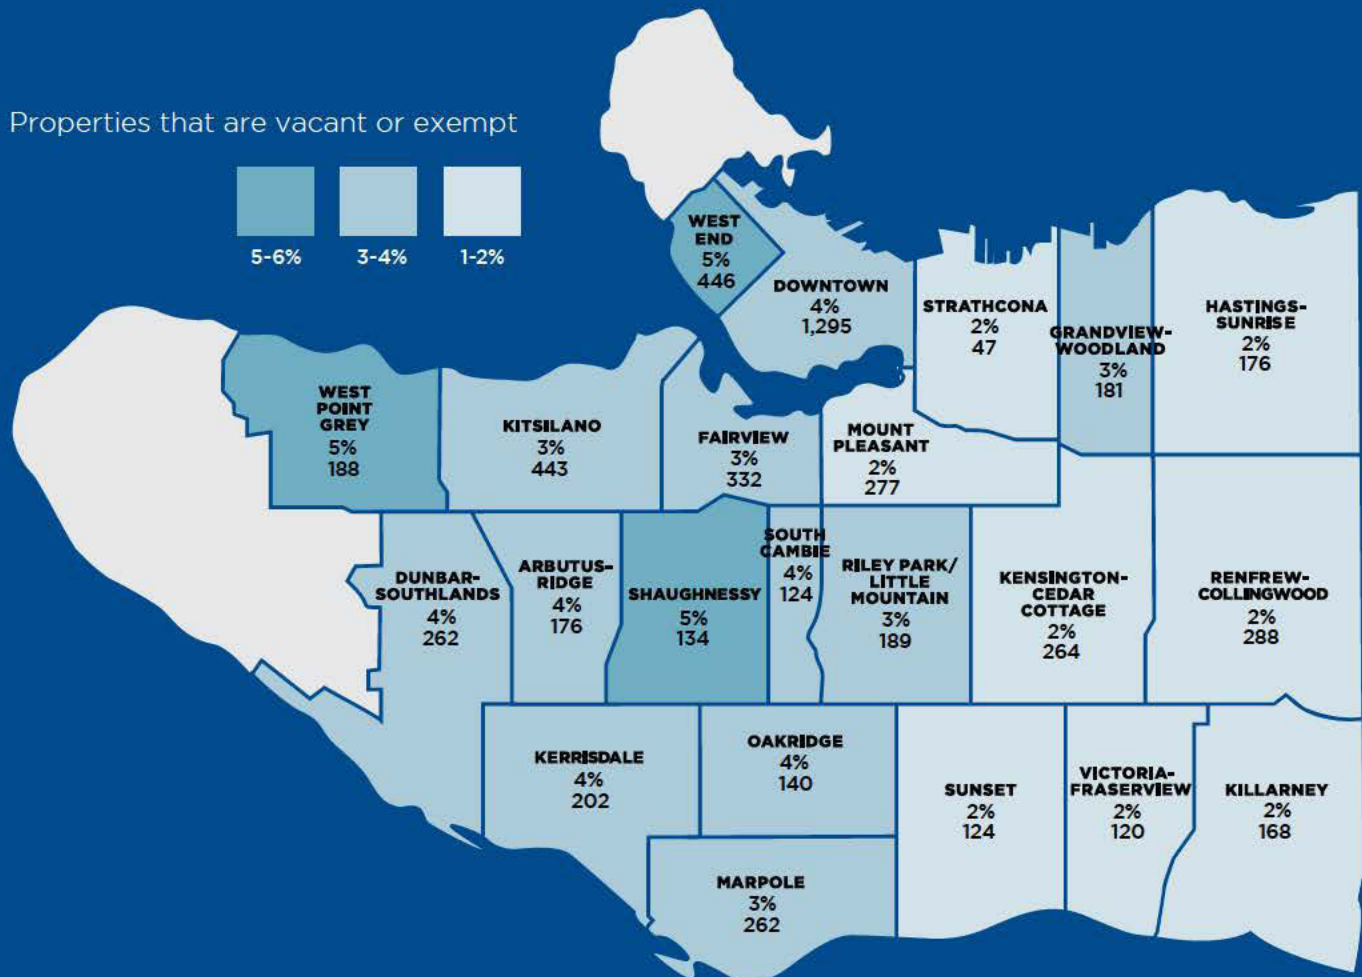 Properties that are vacant or exempt
5-6%
3-4%
1-2%
WEST
END
5%
446
DOWNTOWN
4%
1,295
STRATHCONA
2%
47
GRANDVIEW-
WOODLAND
3%
181
HASTINGS-
SUNRISE
2%
176
WEST
POINT
GREY
5%
188
KITSILANO
3%
443
FAIRVIEW
3%
332
MOUNT
PLEASANT
2%
277
DUNBAR-
SOUTHLANDS
4%
262
ARBUTUS-
RIDGE
4%
176
SHAUGHNESSY
5%
134
SOUTH
CAMBIE
4%
124
RILEY PARK/
LITTLE
MOUNTAIN
3%
189
KENSINGTON-
CEDAR
COTTAGE
2%
264
RENFREW-
COLLINGWOOD
2%
288
KERRISDALE
4%
202
OAKRIDGE
4%
140
SUNSET
2%
124
VICTORIA-
FRASERVIEW
2%
120
KILLARNEY
2%
168
MARPOLE
3%
262